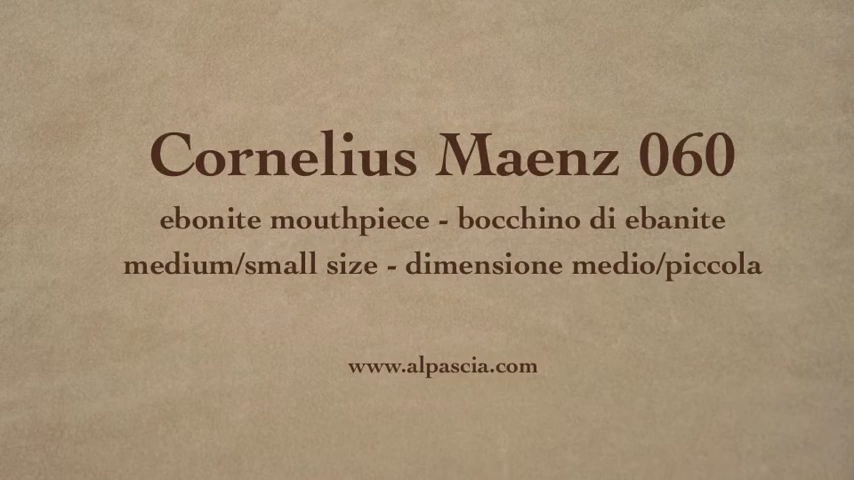 Cornelius Maenz 060
ebonite mouthpiece - bocchino di ebanite
medium/small size - dimensione medio/piccola
www.alpascia.com